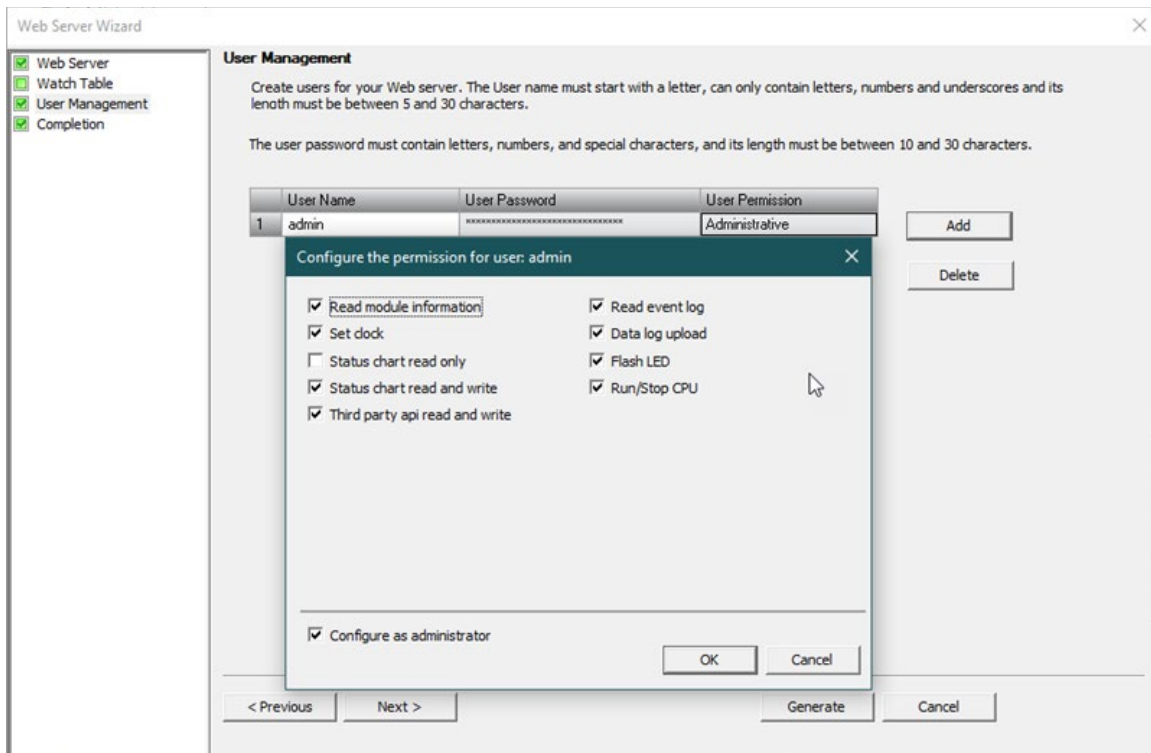 Web Server Wizard
Web Server
Watch Table
User Management
Completion
User Management
Create users for your Web server. The User name must start with a letter, can only contain letters, numbers and underscores and its
length must be between 5 and 30 characters.
The user password must contain letters, numbers, and special characters, and its length must be between 10 and 30 characters.
User Name User Password User Permission
1 admin ****************************** Administrative
Add
Delete
Configure the permission for user: admin
Read module information
Set clock
Status chart read only
Status chart read and write
Third party api read and write
Read event log
Data log upload
Flash LED
Run/Stop CPU
Configure as administrator
OK Cancel
< Previous Next > Generate Cancel